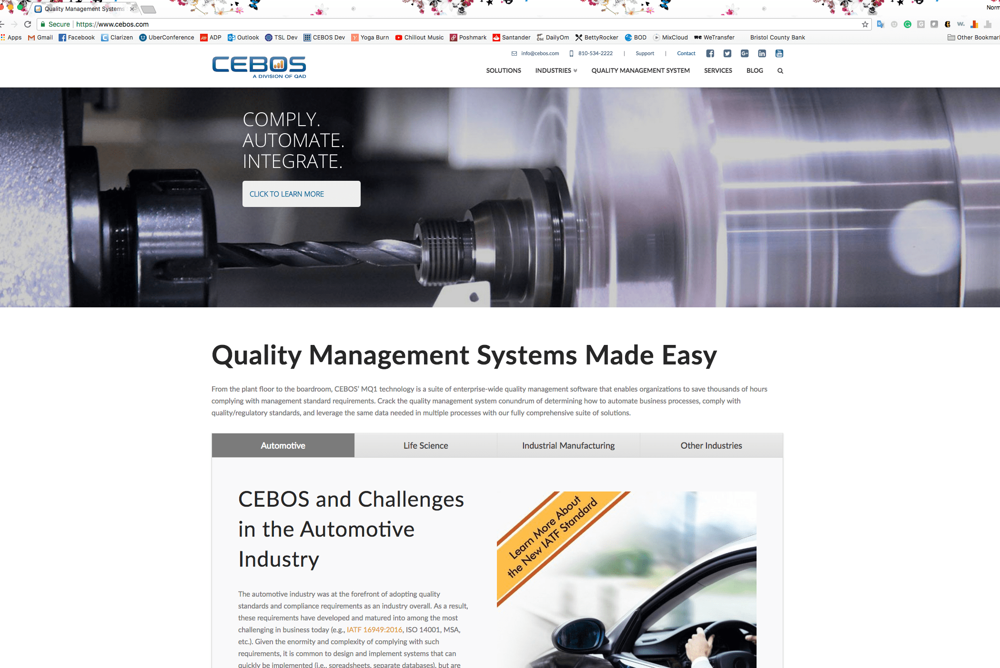 Quality Management Systems
Norm
Secure | https://www.cebos.com
Apps Gmail Facebook Clarizen UberConference ADP Outlook TSL Dev CEBOS Dev Yoga Burn Chillout Music Poshmark Santander DailyOm BettyRocker BOD MixCloud WeTransfer Bristol County Bank Other Bookmar
info@cebos.com 810-534-2222 | Support | Contact
CEBOS
A DIVISION OF QAD
SOLUTIONS INDUSTRIES QUALITY MANAGEMENT SYSTEM SERVICES BLOG
COMPLY.
AUTOMATE.
INTEGRATE.
CLICK TO LEARN MORE
Quality Management Systems Made Easy
From the plant floor to the boardroom, CEBOS’ MQ1 technology is a suite of enterprise-wide quality management software that enables organizations to save thousands of hours
complying with management standard requirements. Crack the quality management system conundrum of determining how to automate business processes, comply with
quality/regulatory standards, and leverage the same data needed in multiple processes with our fully comprehensive suite of solutions.
Automotive Life Science Industrial Manufacturing Other Industries
CEBOS and Challenges
in the Automotive
Industry
The automotive industry was at the forefront of adopting quality
standards and compliance requirements as an industry overall. As a result,
these requirements have developed and matured into among the most
challenging in business today (e.g., IATF 16949:2016, ISO 14001, MSA,
etc.). Given the enormity and complexity of complying with such
requirements, it is common to design and implement systems that can
quickly be implemented (i.e., spreadsheets, separate databases), but are
Learn More About
the New IATF Standard